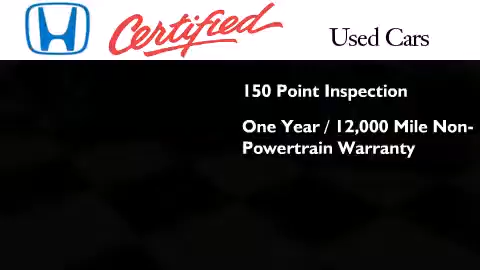 Certified Used Cars
150 Point Inspection
One Year / 12,000 Mile Non-
Powertrain Warranty